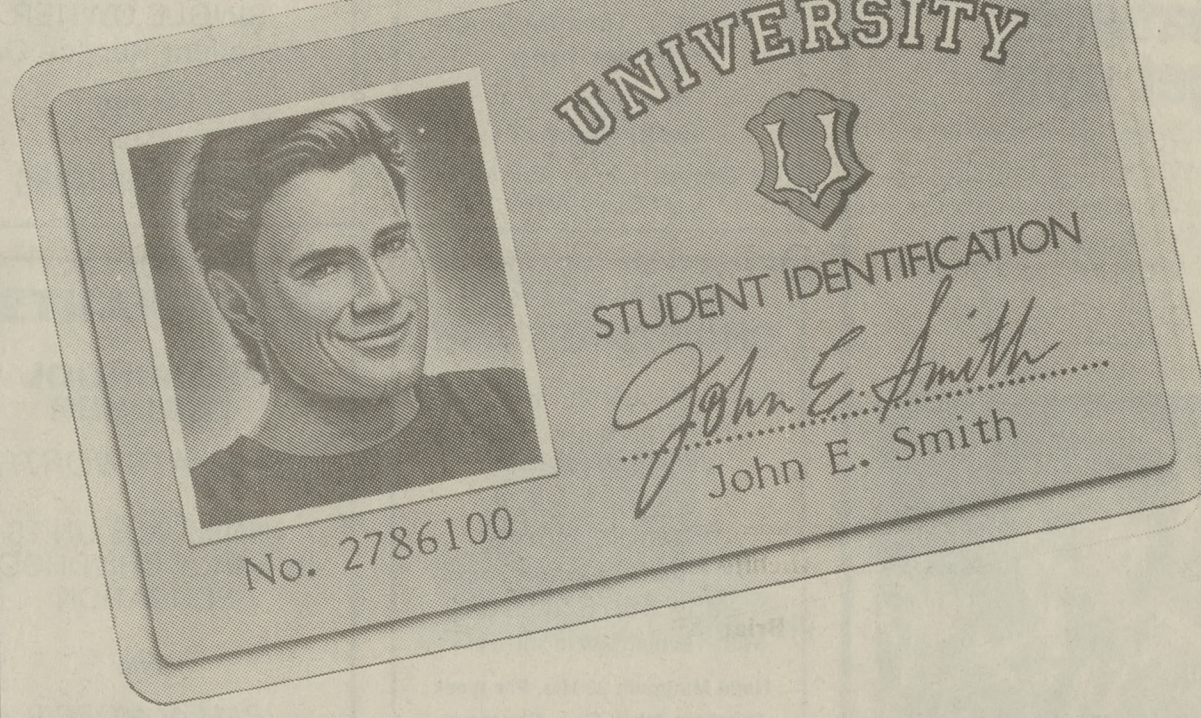 UNIVERSITY
U
STUDENT IDENTIFICATION
John E. Smith
John E. Smith
No. 2786100